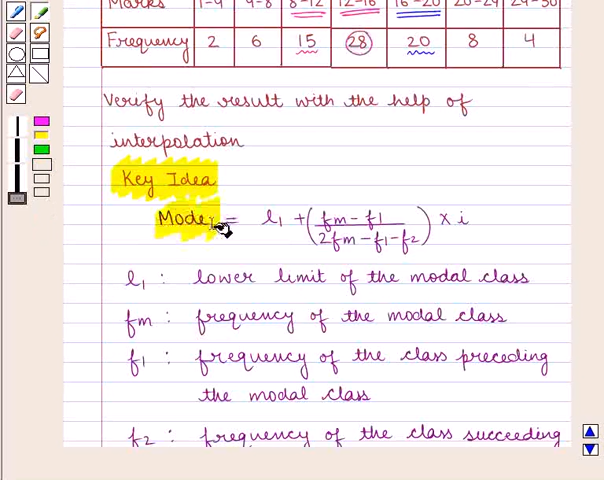 Marks 1-4 4-8 8-12 12-16 16-20 20-24 24-30
Frequency 2 6 15 28 20 8 4
Verify the result with the help of
interpolation
Key Idea
Mode = l1 + (fm - f1 / 2fm - f1 - f2) × i
l1 : lower limit of the modal class
fm : frequency of the modal class
f1 : frequency of the class preceding
the modal class
f2 : frequency of the class succeeding